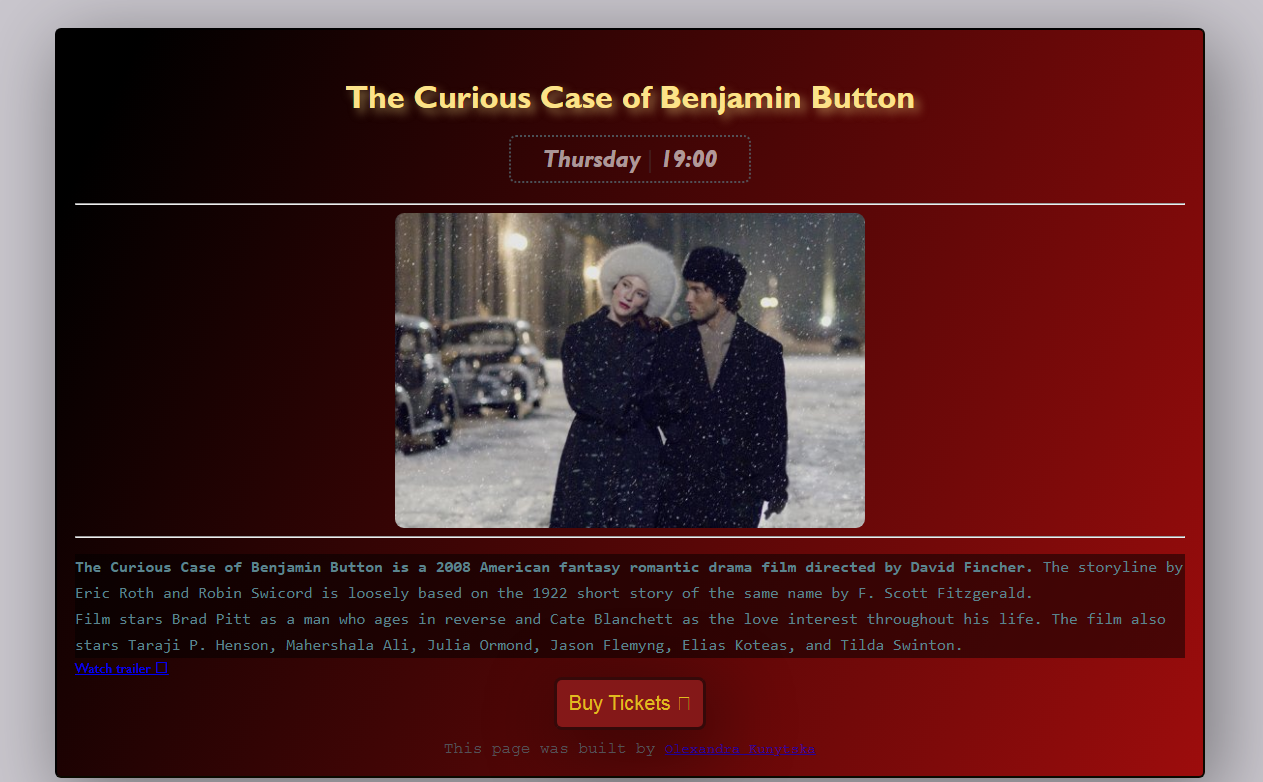 The Curious Case of Benjamin Button
Thursday | 19:00
The Curious Case of Benjamin Button is a 2008 American fantasy romantic drama film directed by David Fincher. The storyline by
Eric Roth and Robin Swicord is loosely based on the 1922 short story of the same name by F. Scott Fitzgerald.
Film stars Brad Pitt as a man who ages in reverse and Cate Blanchett as the love interest throughout his life. The film also
stars Taraji P. Henson, Mahershala Ali, Julia Ormond, Jason Flemyng, Elias Koteas, and Tilda Swinton.
Watch trailer
Buy Tickets
This page was built by